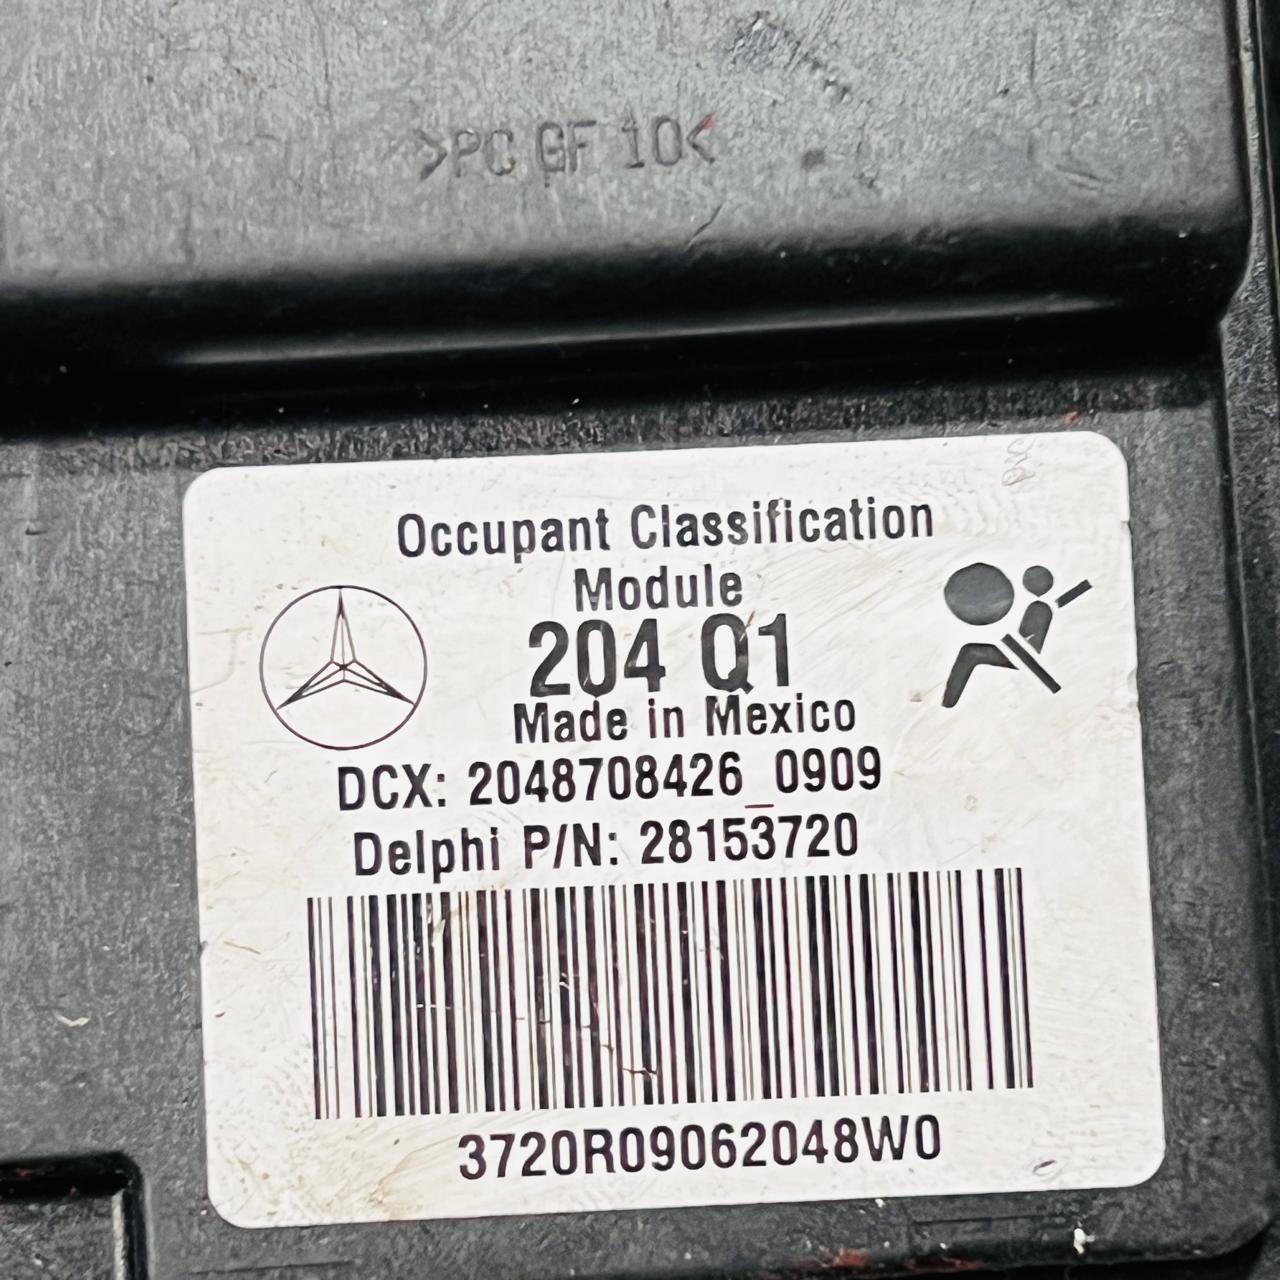 >PC GF 10<
Occupant Classification
Module
204 Q1
Made in Mexico
DCX: 2048708426_0909
Delphi P/N: 28153720
3720R09062048W0